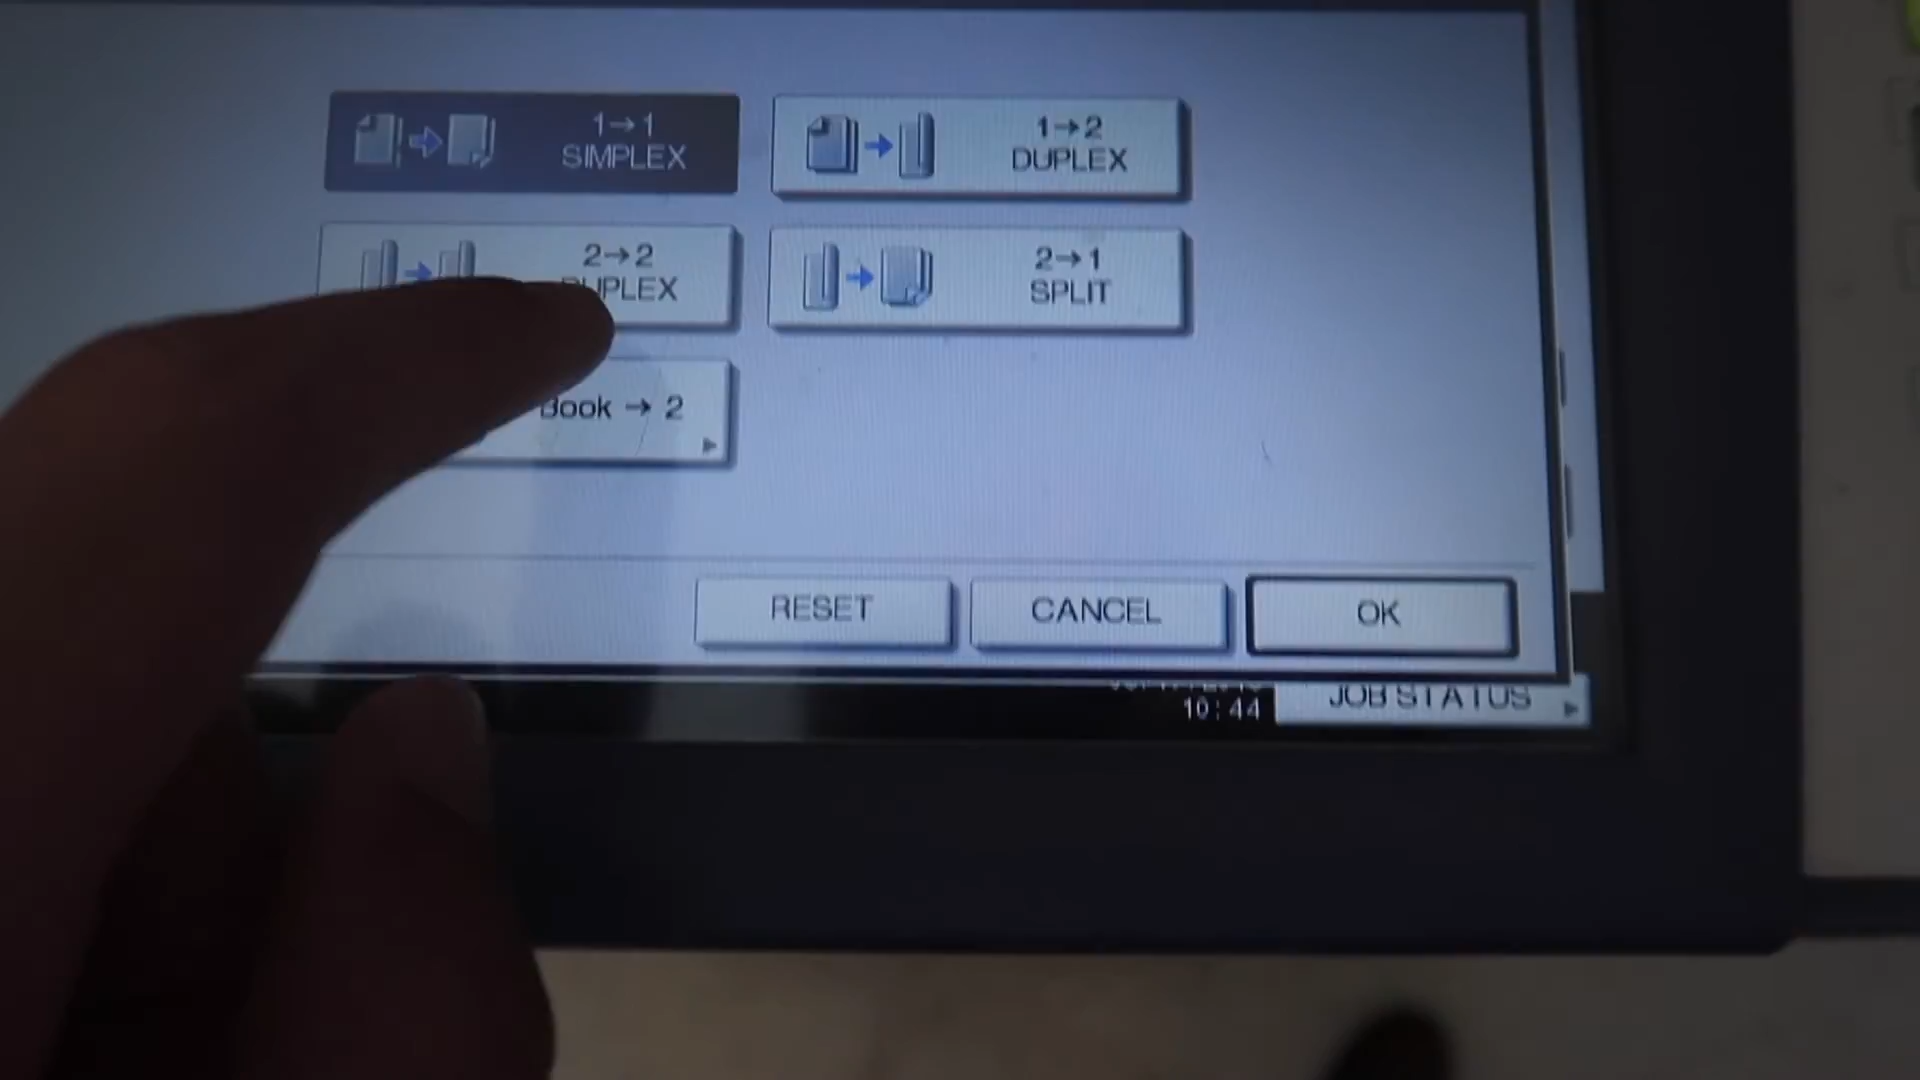 1→1
SIMPLEX
1→2
DUPLEX
2→2
DUPLEX
2→1
SPLIT
Book → 2
RESET
CANCEL
OK
JOB STATUS
10:44